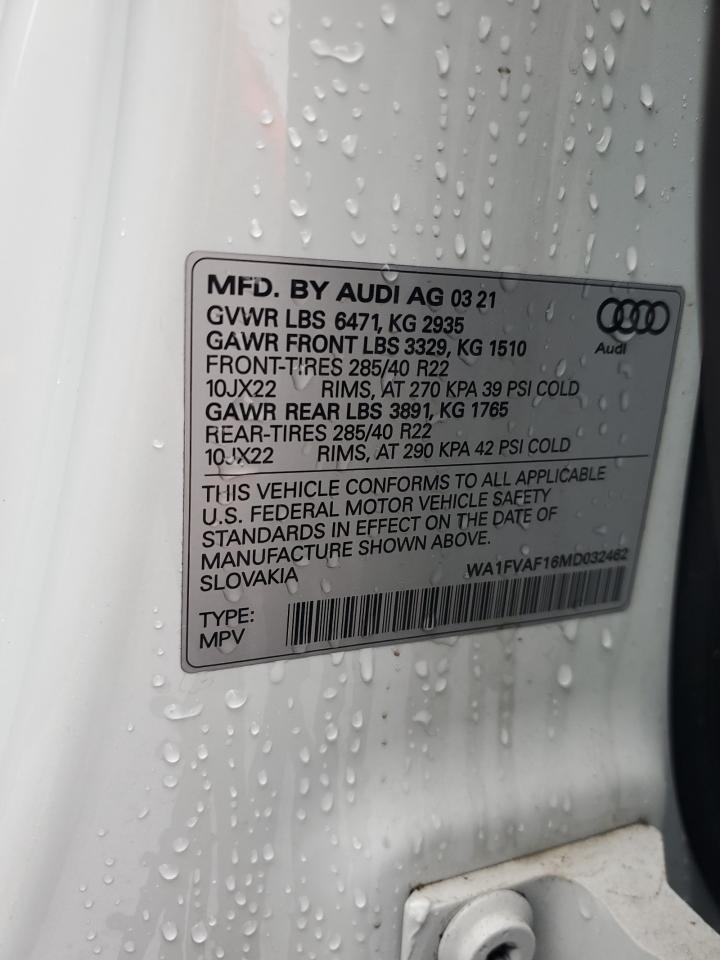 MFD. BY AUDI AG 03 21
GVWR LBS 6471, KG 2935
GAWR FRONT LBS 3329, KG 1510
FRONT-TIRES 285/40 R22
10JX22 RIMS, AT 270 KPA 39 PSI COLD
GAWR REAR LBS 3891, KG 1765
REAR-TIRES 285/40 R22
10JX22 RIMS, AT 290 KPA 42 PSI COLD
Audi
THIS VEHICLE CONFORMS TO ALL APPLICABLE
U.S. FEDERAL MOTOR VEHICLE SAFETY
STANDARDS IN EFFECT ON THE DATE OF
MANUFACTURE SHOWN ABOVE.
SLOVAKIA
WA1FVAF16MD032462
TYPE:
MPV